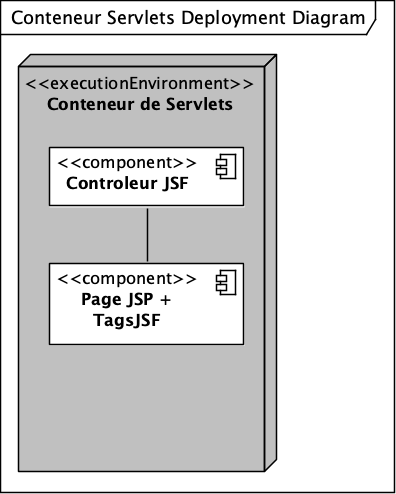 Conteneur Servlets Deployment Diagram
<<executionEnvironment>>
Conteneur de Servlets
<<component>>
Controleur JSF
<<component>>
Page JSP +
TagsJSF